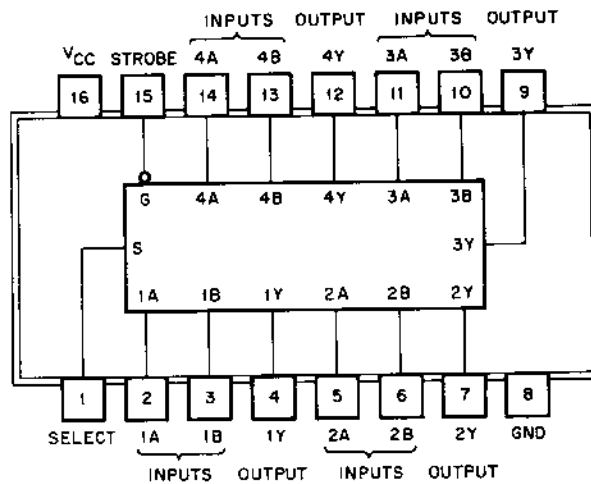 INPUTS OUTPUT INPUTS OUTPUT
VCC STROBE 4A 4B 4Y 3A 3B 3Y
16 15 14 13 12 11 10 9
G 4A 4B 4Y 3A 3B
S 3Y
1A 1B 1Y 2A 2B 2Y
1 2 3 4 5 6 7 8
SELECT 1A 1B 1Y 2A 2B 2Y GND
INPUTS OUTPUT INPUTS OUTPUT